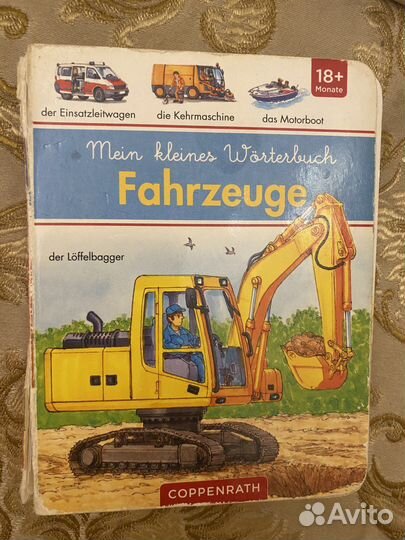 18+
Monate
der Einsatzleitwagen die Kehrmaschine das Motorboot
Mein kleines Wörterbuch
Fahrzeuge
der Löffelbagger
COPPENRATH
Avito